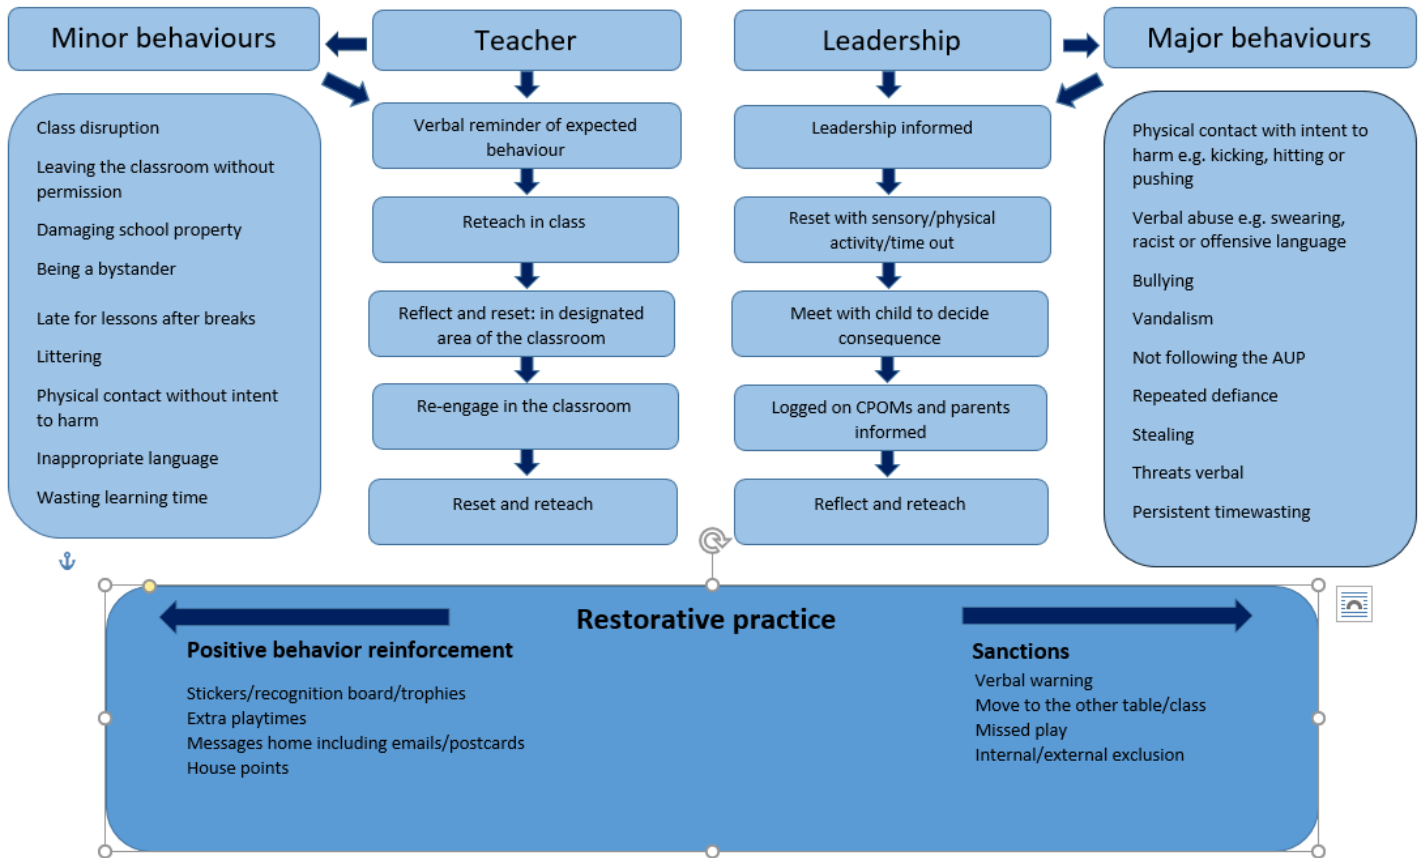 Minor behaviours
Teacher
Leadership
Major behaviours
Class disruption
Leaving the classroom without
permission
Damaging school property
Being a bystander
Late for lessons after breaks
Littering
Physical contact without intent
to harm
Inappropriate language
Wasting learning time
Verbal reminder of expected
behaviour
Reteach in class
Reflect and reset: in designated
area of the classroom
Re-engage in the classroom
Reset and reteach
Leadership informed
Reset with sensory/physical
activity/time out
Meet with child to decide
consequence
Logged on CPOMs and parents
informed
Reflect and reteach
Physical contact with intent to
harm e.g. kicking, hitting or
pushing
Verbal abuse e.g. swearing,
racist or offensive language
Bullying
Vandalism
Not following the AUP
Repeated defiance
Stealing
Threats verbal
Persistent timewasting
Restorative practice
Positive behavior reinforcement
Stickers/recognition board/trophies
Extra playtimes
Messages home including emails/postcards
House points
Sanctions
Verbal warning
Move to the other table/class
Missed play
Internal/external exclusion